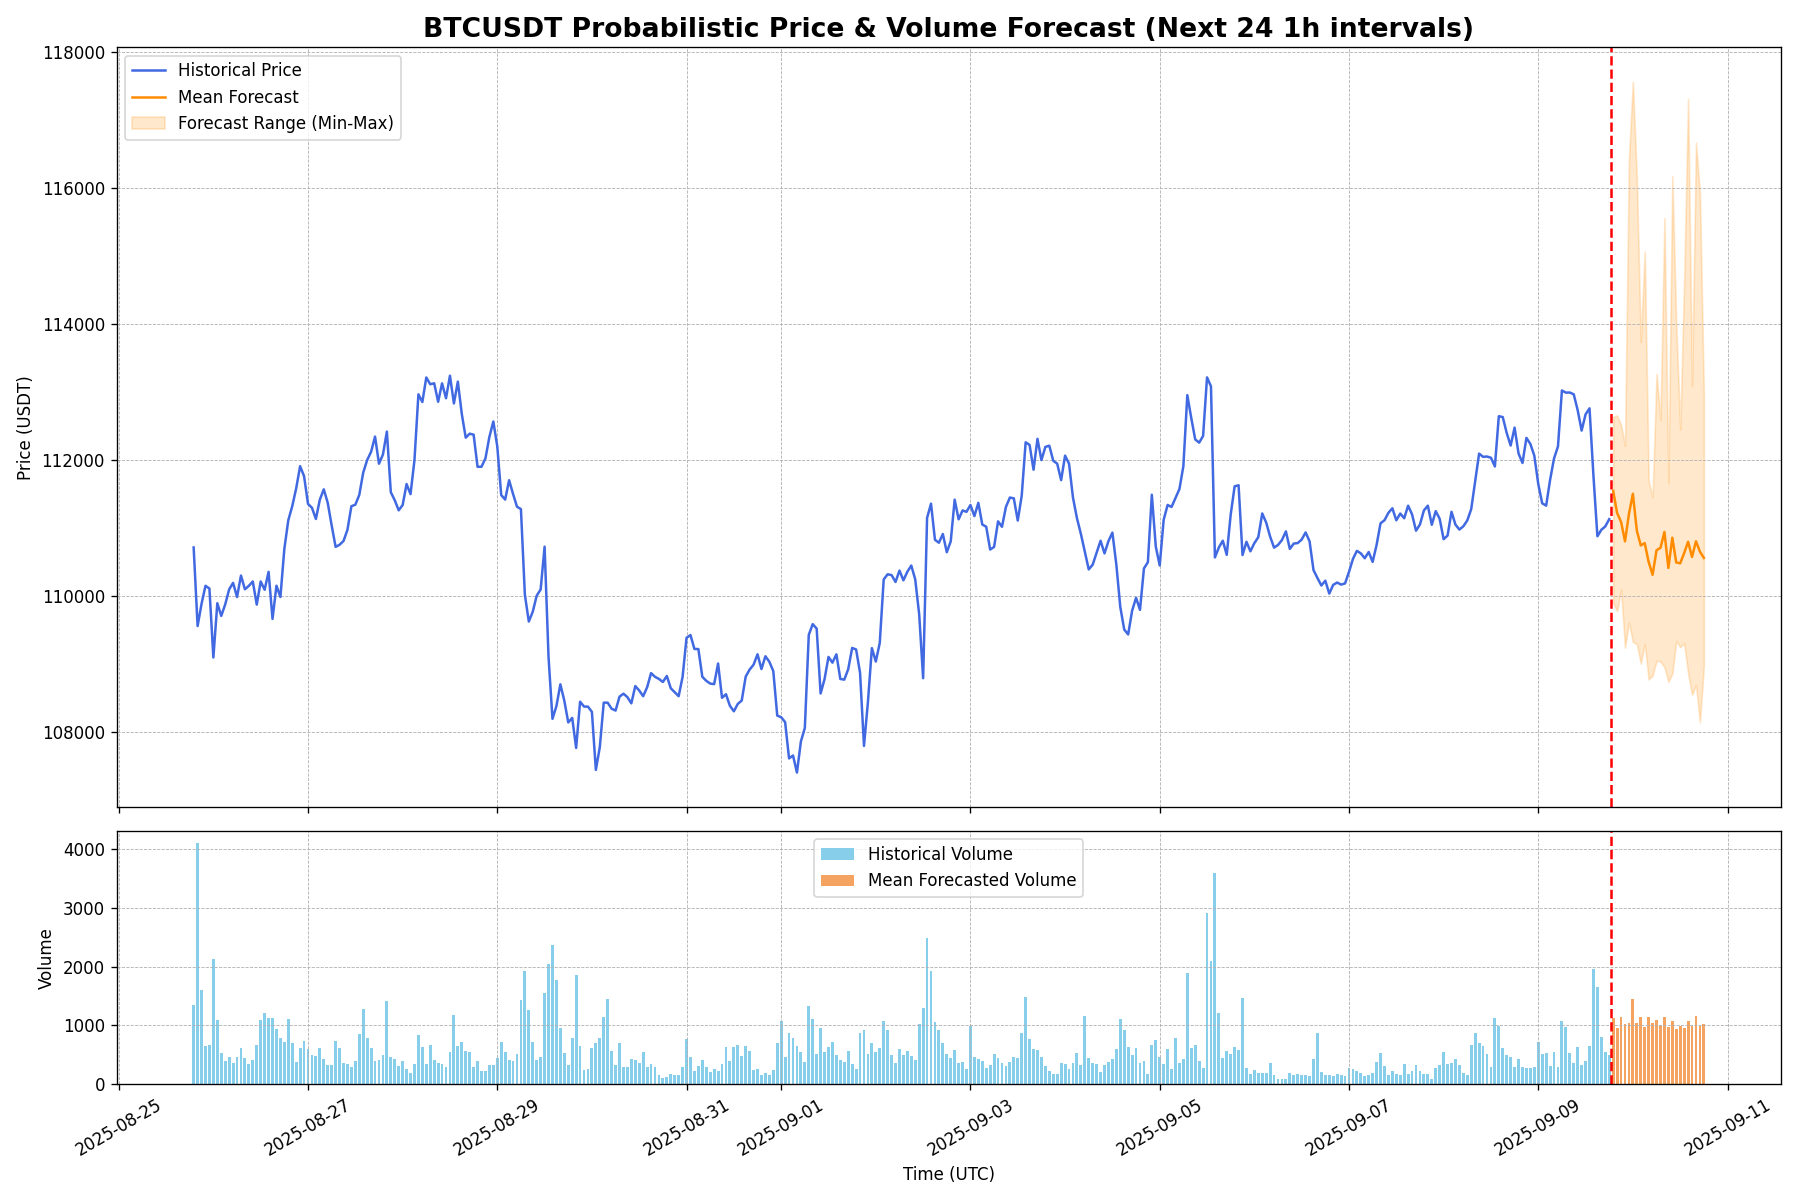 BTCUSDT Probabilistic Price & Volume Forecast (Next 24 1h intervals)
Historical Price
Mean Forecast
Forecast Range (Min-Max)
118000
116000
114000
112000
110000
108000
Price (USDT)
Historical Volume
Mean Forecasted Volume
4000
3000
2000
1000
0
Volume
2025-08-25
2025-08-27
2025-08-29
2025-08-31
2025-09-01
2025-09-03
2025-09-05
2025-09-07
2025-09-09
2025-09-11
Time (UTC)